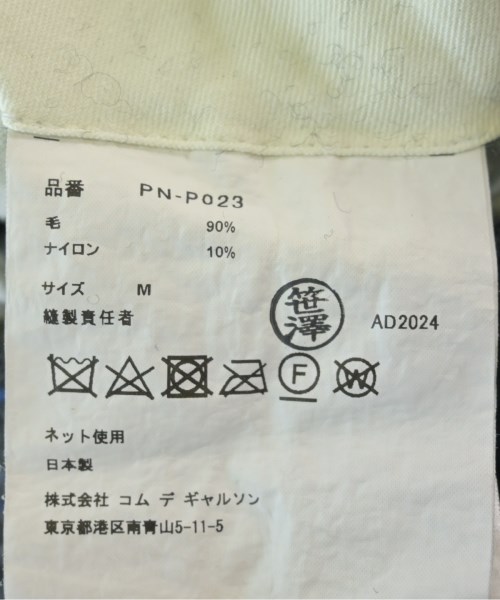 品番 PN-P023
毛 90%
ナイロン 10%
サイズ M
縫製責任者 笹澤 AD2024
F W
ネット使用
日本製
株式会社 コム デ ギャルソン
東京都港区南青山5-11-5